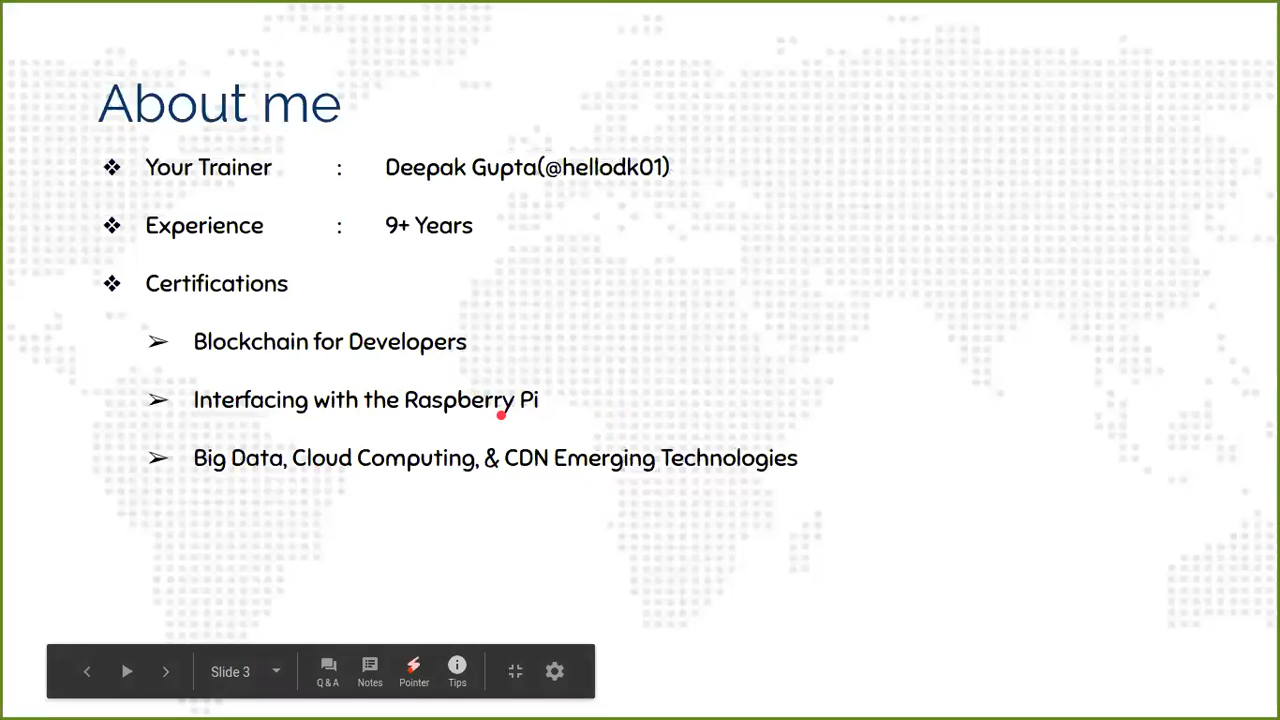 About me
❖ Your Trainer : Deepak Gupta(@hellodk01)
❖ Experience : 9+ Years
❖ Certifications
➢ Blockchain for Developers
➢ Interfacing with the Raspberry Pi
➢ Big Data, Cloud Computing, & CDN Emerging Technologies
Slide 3 Q & A Notes Pointer Tips